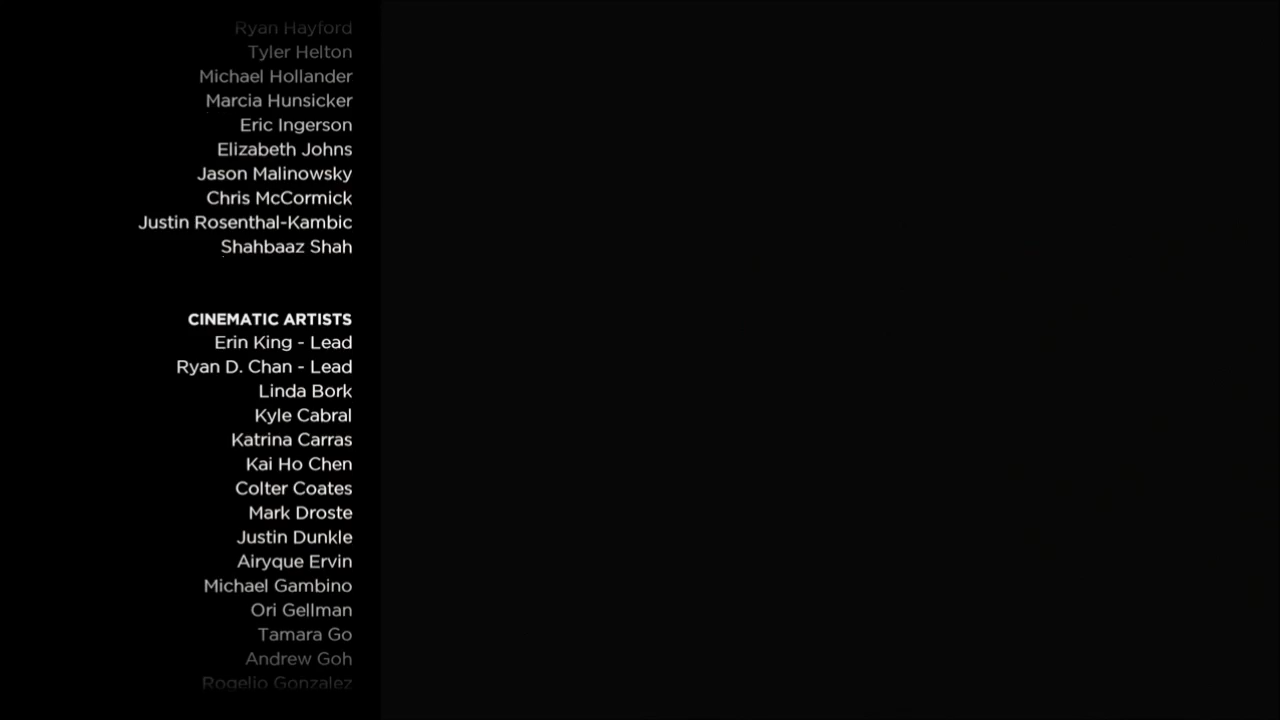 Ryan Hayford
Tyler Helton
Michael Hollander
Marcia Hunsicker
Eric Ingerson
Elizabeth Johns
Jason Malinowsky
Chris McCormick
Justin Rosenthal-Kambic
Shahbaaz Shah
CINEMATIC ARTISTS
Erin King - Lead
Ryan D. Chan - Lead
Linda Bork
Kyle Cabral
Katrina Carras
Kai Ho Chen
Colter Coates
Mark Droste
Justin Dunkle
Airyque Ervin
Michael Gambino
Ori Gellman
Tamara Go
Andrew Goh
Rogelio Gonzalez